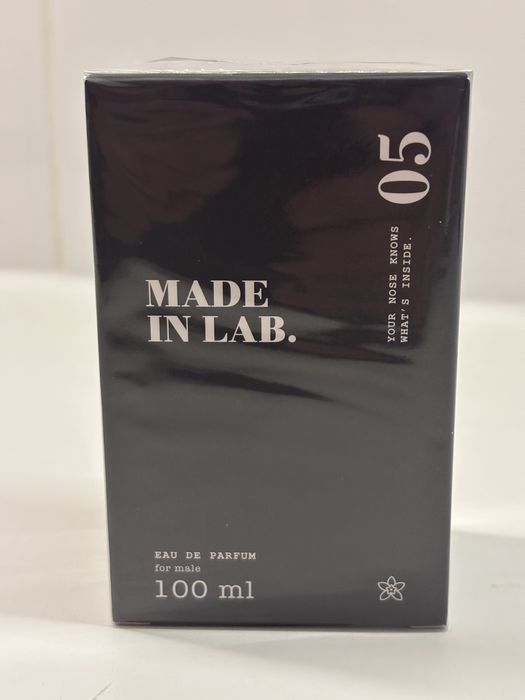 05
YOUR NOSE KNOWS
WHAT'S INSIDE.
MADE
IN LAB.
EAU DE PARFUM
for male
100 ml